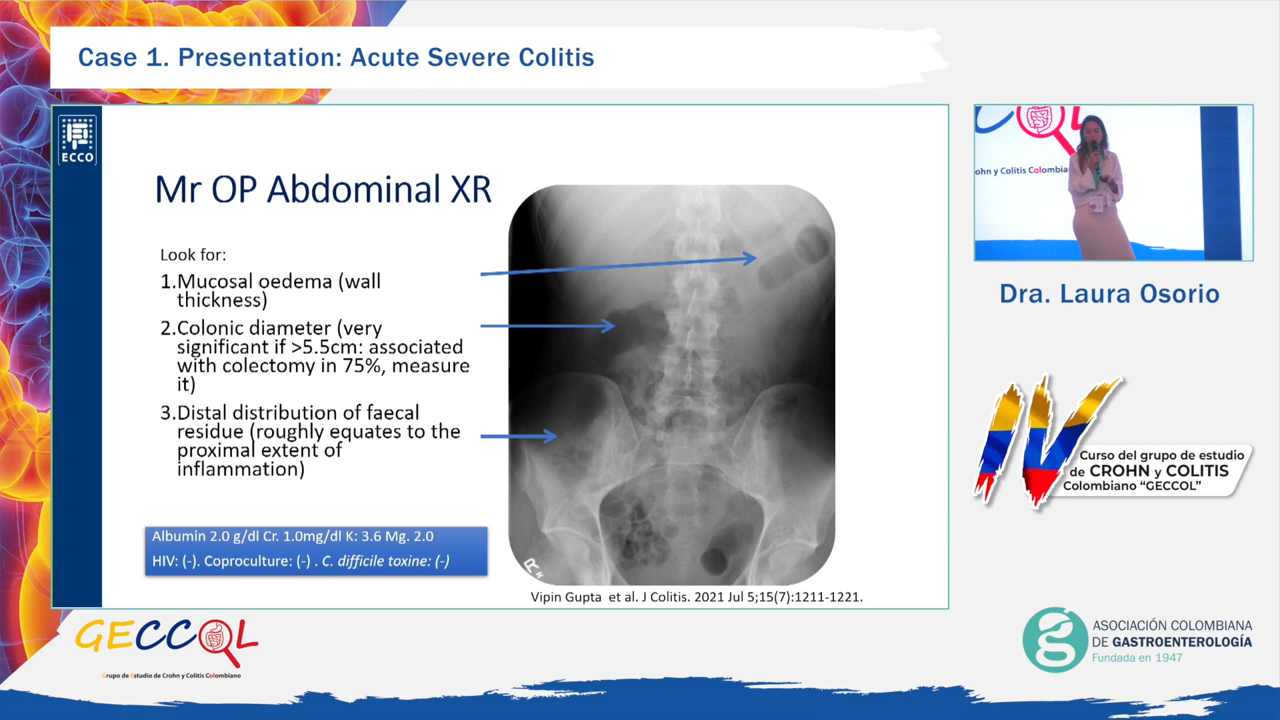 Case 1. Presentation: Acute Severe Colitis
ECCO
Mr OP Abdominal XR
Look for:
1.Mucosal oedema (wall
thickness)
2.Colonic diameter (very
significant if >5.5cm: associated
with colectomy in 75%, measure
it)
3.Distal distribution of faecal
residue (roughly equates to the
proximal extent of
inflammation)
Albumin 2.0 g/dl Cr. 1.0mg/dl K: 3.6 Mg. 2.0
HIV: (-). Coproculture: (-) . C. difficile toxine: (-)
R
H
Vipin Gupta et al. J Colitis. 2021 Jul 5;15(7):1211-1221.
ohn y Colitis Colombia
Dra. Laura Osorio
IV
Curso del grupo de estudio
de CROHN y COLITIS
Colombiano “GECCOL”
GECCOL
Grupo de Estudio de Crohn y Colitis Colombiano
ASOCIACIÓN COLOMBIANA
DE GASTROENTEROLOGÍA
Fundada en 1947